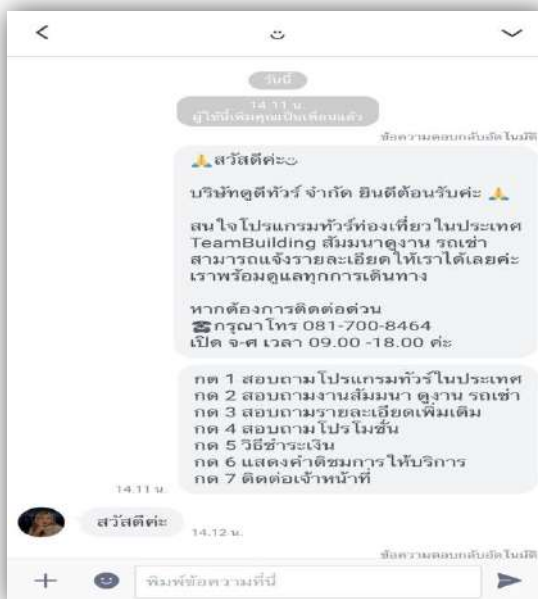 วันนี้
14.11 น.
ผู้ใช้นี้เพิ่มคุณเป็นเพื่อนแล้ว
ข้อความตอบกลับอัตโนมัติ
🙏สวัสดีค่ะ
บริษัทดูดีทัวร์ จำกัด ยินดีต้อนรับค่ะ 🙏
สนใจโปรแกรมทัวร์ท่องเที่ยวในประเทศ
TeamBuilding สัมมนาดูงาน รถเช่า
สามารถแจ้งรายละเอียดให้เราได้เลยค่ะ
เราพร้อมดูแลทุกการเดินทาง
หากต้องการติดต่อด่วน
☎กรุณาโทร 081-700-8464
เปิด จ-ศ เวลา 09.00 -18.00 ค่ะ
กด 1 สอบถามโปรแกรมทัวร์ในประเทศ
กด 2 สอบถามงานสัมมนา ดูงาน รถเช่า
กด 3 สอบถามรายละเอียดเพิ่มเติม
กด 4 สอบถามโปรโมชั่น
กด 5 วิธีชำระเงิน
กด 6 แสดงคำติชมการให้บริการ
กด 7 ติดต่อเจ้าหน้าที่
14.11 น.
สวัสดีค่ะ
14.12 น.
ข้อความตอบกลับอัตโนมัติ
พิมพ์ข้อความที่นี่